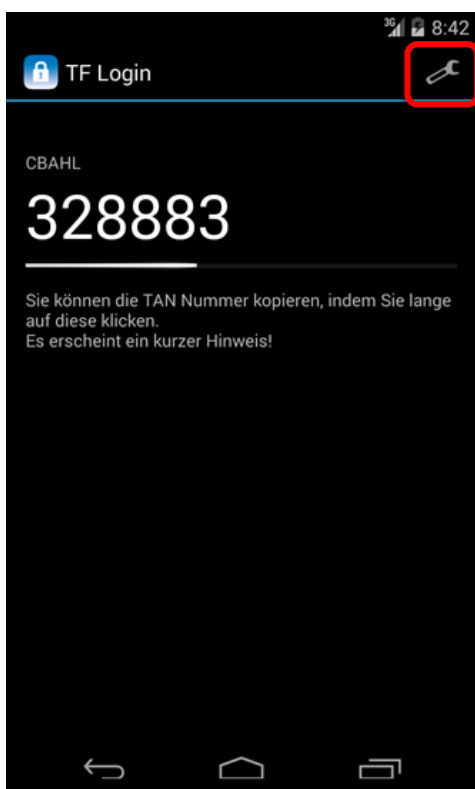 3G 8:42
TF Login
CBAHL
328883
Sie können die TAN Nummer kopieren, indem Sie lange
auf diese klicken.
Es erscheint ein kurzer Hinweis!